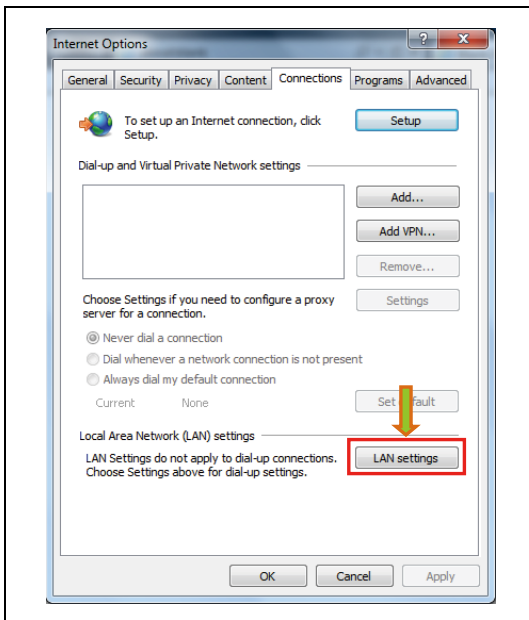 Internet Options
General Security Privacy Content Connections Programs Advanced
To set up an Internet connection, click
Setup.
Setup
Dial-up and Virtual Private Network settings
Add...
Add VPN...
Remove...
Choose Settings if you need to configure a proxy
server for a connection.
Settings
Never dial a connection
Dial whenever a network connection is not present
Always dial my default connection
Current None
Set default
Local Area Network (LAN) settings
LAN Settings do not apply to dial-up connections.
Choose Settings above for dial-up settings.
LAN settings
OK Cancel Apply